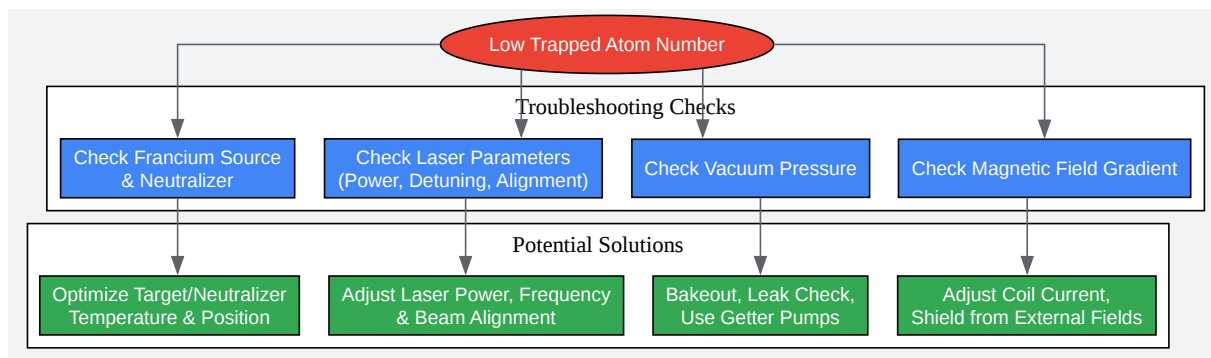 Low Trapped Atom Number
Troubleshooting Checks
Check Francium Source
& Neutralizer
Check Laser Parameters
(Power, Detuning, Alignment)
Check Vacuum Pressure
Check Magnetic Field Gradient
Potential Solutions
Optimize Target/Neutralizer
Temperature & Position
Adjust Laser Power, Frequency
& Beam Alignment
Bakeout, Leak Check,
Use Getter Pumps
Adjust Coil Current,
Shield from External Fields